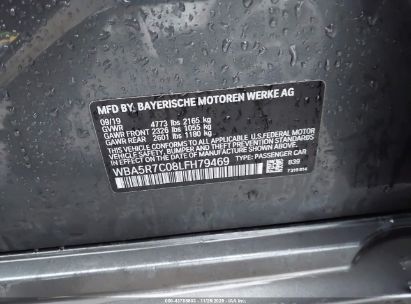 MFD BY. BAYERISCHE MOTOREN WERKE AG
09/19
GVWR 4773 lbs 2165 kg
GAWR FRONT 2326 lbs 1055 kg
GAWR REAR 2601 lbs 1180 kg
THIS VEHICLE CONFORMS TO ALL APPLICABLE U.S. FEDERAL MOTOR
VEHICLE SAFETY, BUMPER, AND THEFT PREVENTION STANDARDS IN
EFFECT ON THE DATE OF MANUFACTURE SHOWN ABOVE.
WBA5R7C08LFH79469 TYPE: PASSENGER CAR
B39